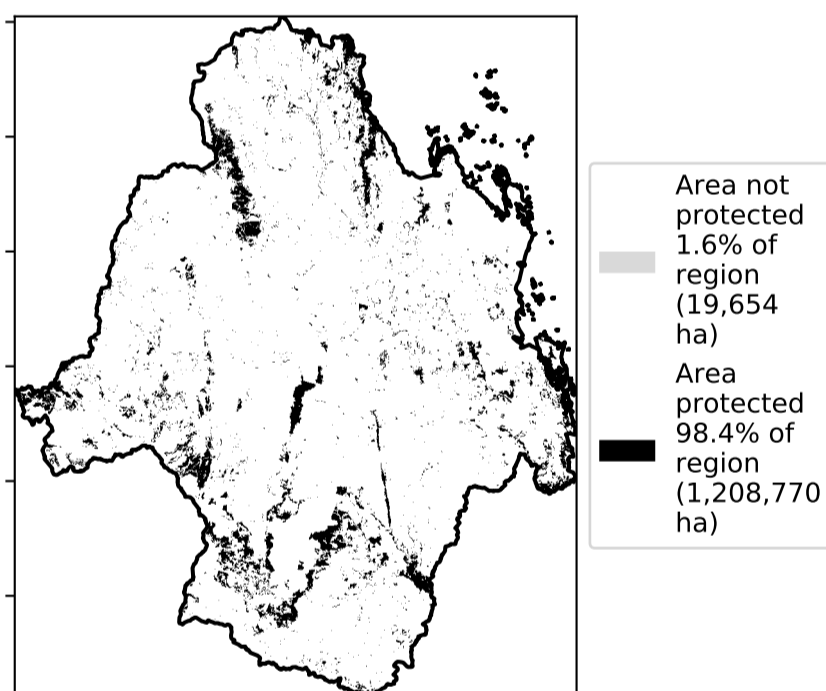 Area not
protected
1.6% of
region
(19,654
ha)
Area
protected
98.4% of
region
(1,208,770
ha)